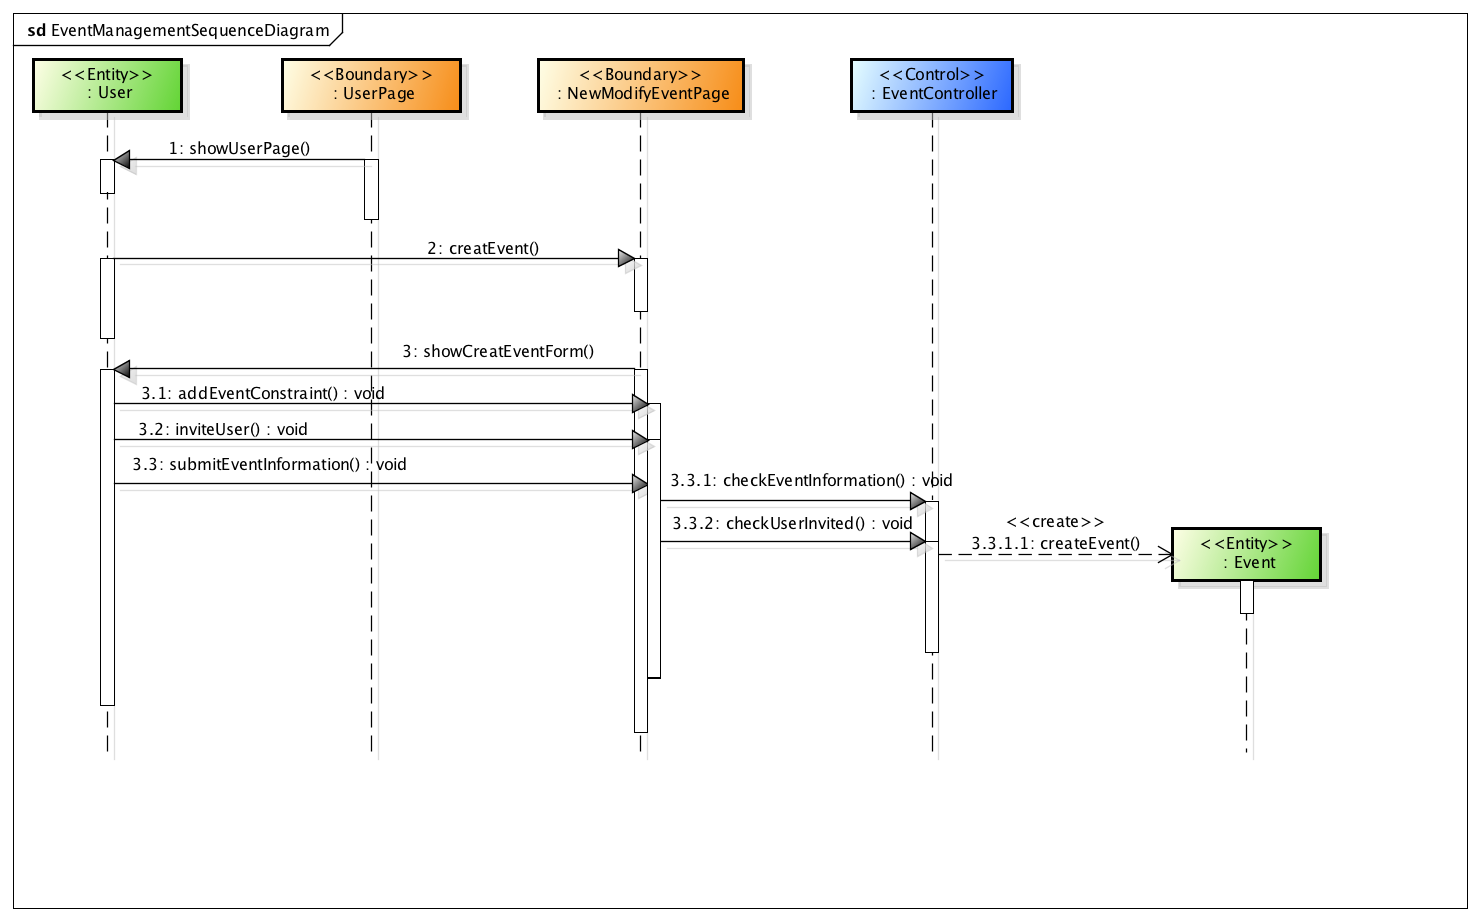 sd EventManagementSequenceDiagram
<<Entity>>
: User
<<Boundary>>
: UserPage
<<Boundary>>
: NewModifyEventPage
<<Control>>
: EventController
1: showUserPage()
2: creatEvent()
3: showCreatEventForm()
3.1: addEventConstraint() : void
3.2: inviteUser() : void
3.3: submitEventInformation() : void
3.3.1: checkEventInformation() : void
3.3.2: checkUserInvited() : void
<<create>>
3.3.1.1: createEvent()
<<Entity>>
: Event